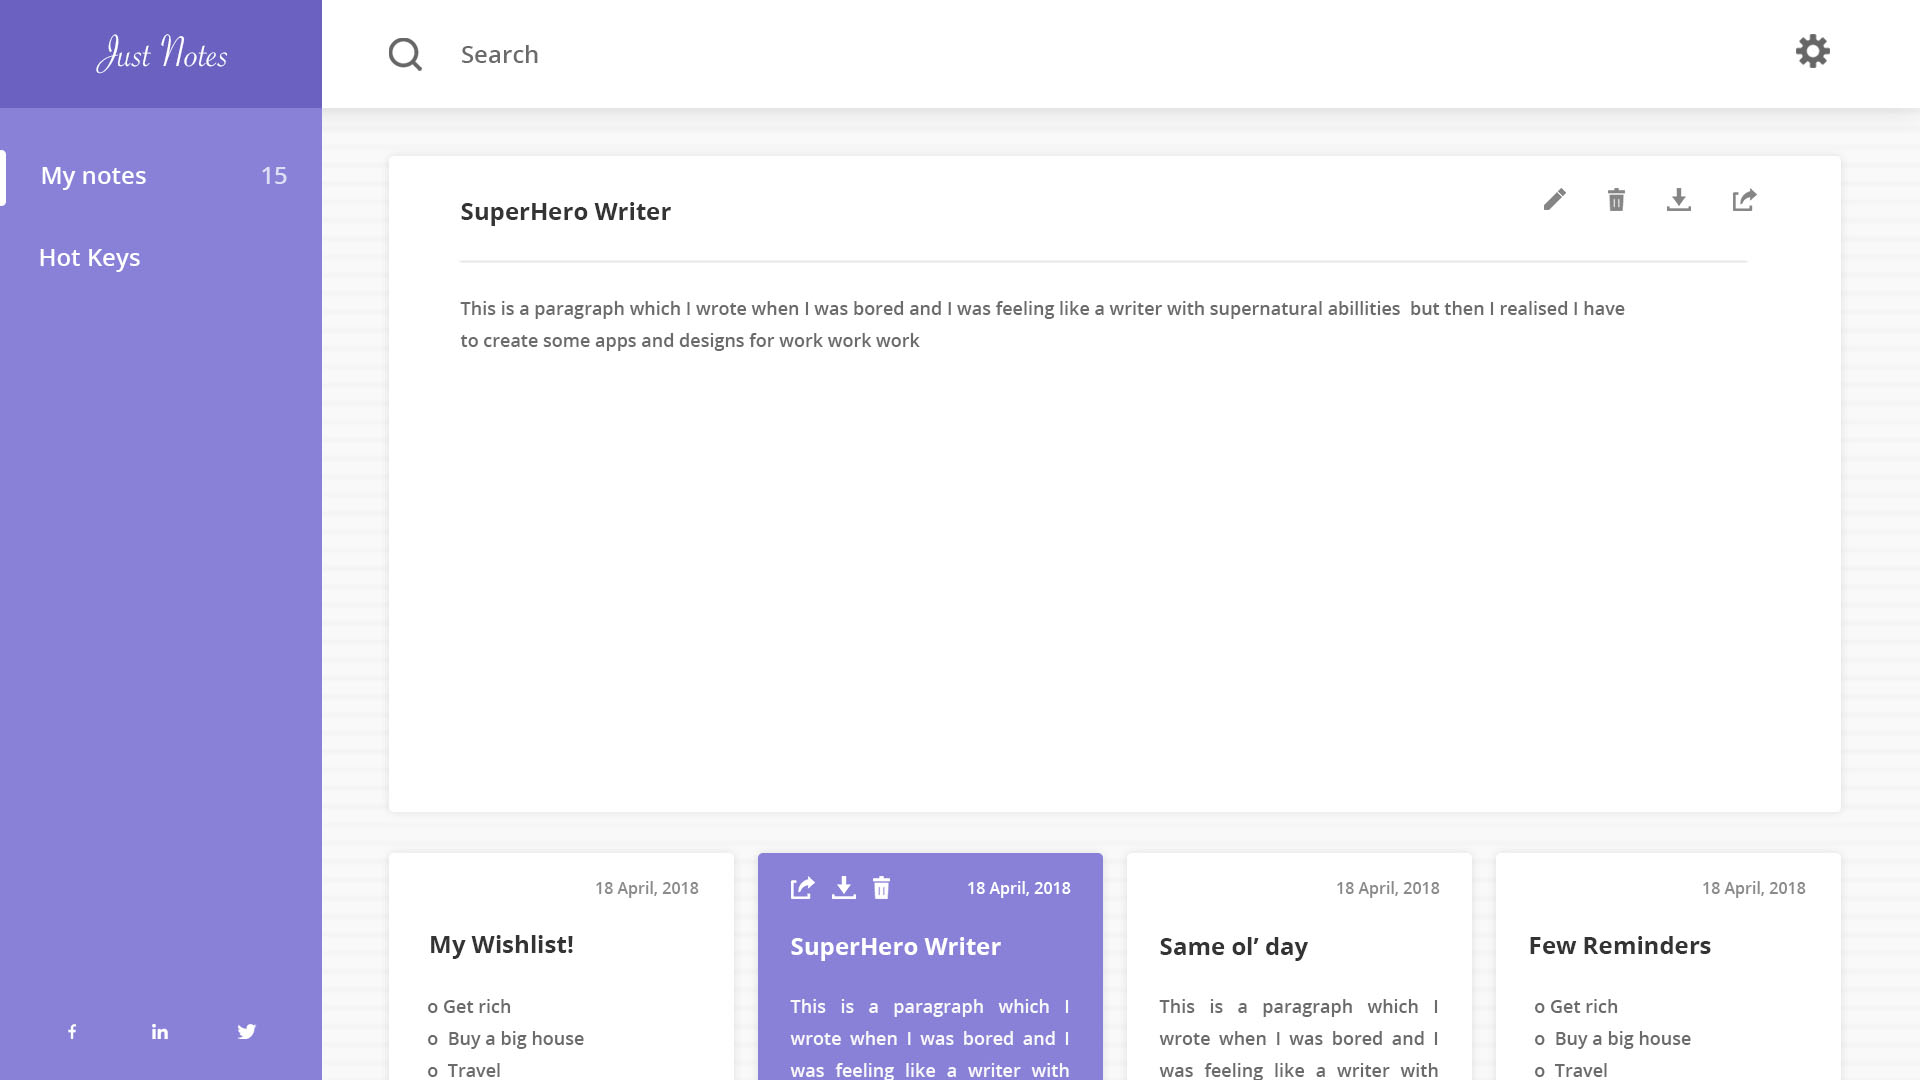 Just Notes
Search
My notes 15
Hot Keys
SuperHero Writer
This is a paragraph which I wrote when I was bored and I was feeling like a writer with supernatural abillities  but then I realised I have
to create some apps and designs for work work work
18 April, 2018
My Wishlist!
o Get rich
o  Buy a big house
o  Travel
18 April, 2018
SuperHero Writer
This is a paragraph which I
wrote when I was bored and I
was feeling like a writer with
18 April, 2018
Same ol’ day
This is a paragraph which I
wrote when I was bored and I
was feeling like a writer with
18 April, 2018
Few Reminders
o Get rich
o  Buy a big house
o  Travel
f
in